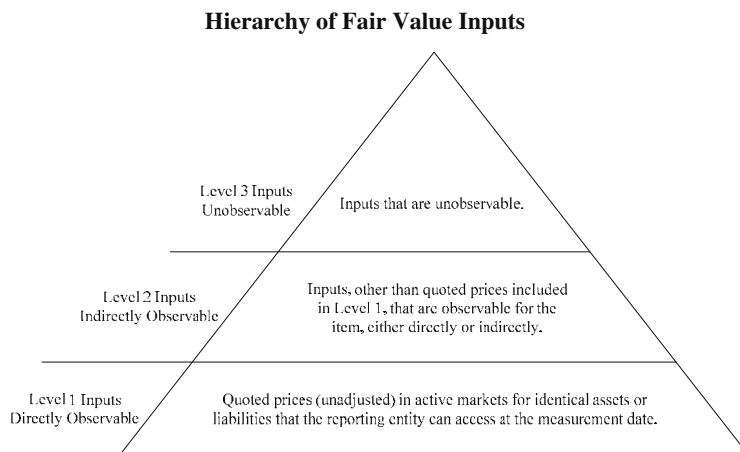 Hierarchy of Fair Value Inputs
Level 3 Inputs
Unobservable
Inputs that are unobservable.
Level 2 Inputs
Indirectly Observable
Inputs, other than quoted prices included
in Level 1, that are observable for the
item, either directly or indirectly.
Level 1 Inputs
Directly Observable
Quoted prices (unadjusted) in active markets for identical assets or
liabilities that the reporting entity can access at the measurement date.